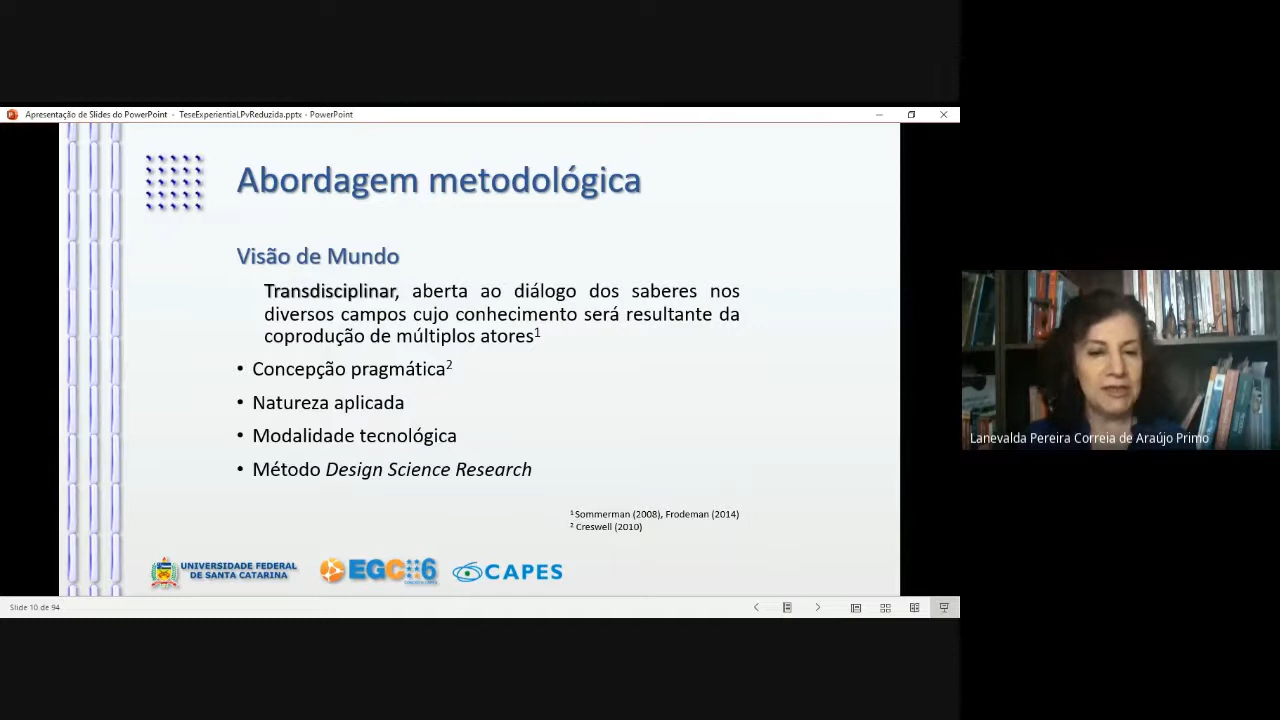 Apresentação de Slides do PowerPoint - TeseExperientiaLPvReduzida.pptx - PowerPoint
Abordagem metodológica
Visão de Mundo
Transdisciplinar, aberta ao diálogo dos saberes nos
diversos campos cujo conhecimento será resultante da
coprodução de múltiplos atores1
• Concepção pragmática2
• Natureza aplicada
• Modalidade tecnológica
• Método Design Science Research
1 Sommerman (2008), Frodeman (2014)
2 Creswell (2010)
UNIVERSIDADE FEDERAL
DE SANTA CATARINA
EGC
CAPES
Slide 10 de 94
Lanevalda Pereira Correia de Araújo Primo